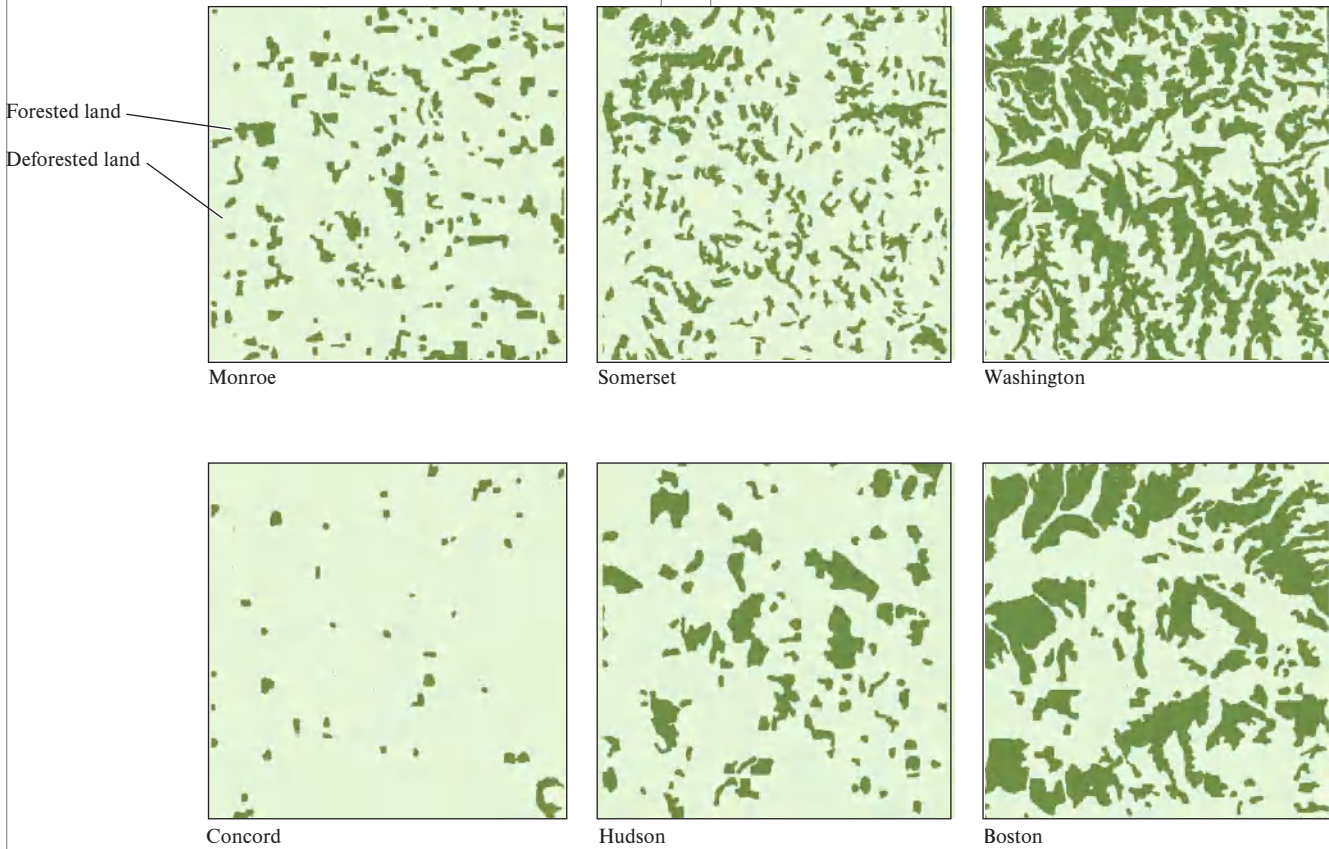 Forested land
Deforested land
Monroe
Somerset
Washington
Concord
Hudson
Boston